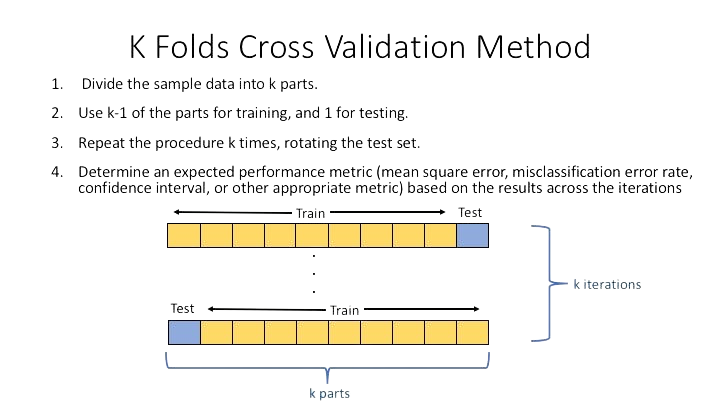 K Folds Cross Validation Method
1. Divide the sample data into k parts.
2. Use k-1 of the parts for training, and 1 for testing.
3. Repeat the procedure k times, rotating the test set.
4. Determine an expected performance metric (mean square error, misclassification error rate,
confidence interval, or other appropriate metric) based on the results across the iterations
Train Test
k iterations
Test Train
k parts